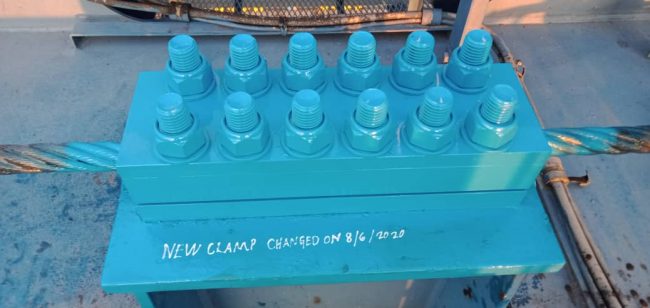 NEW CLAMP CHANGED ON 8/6/2020